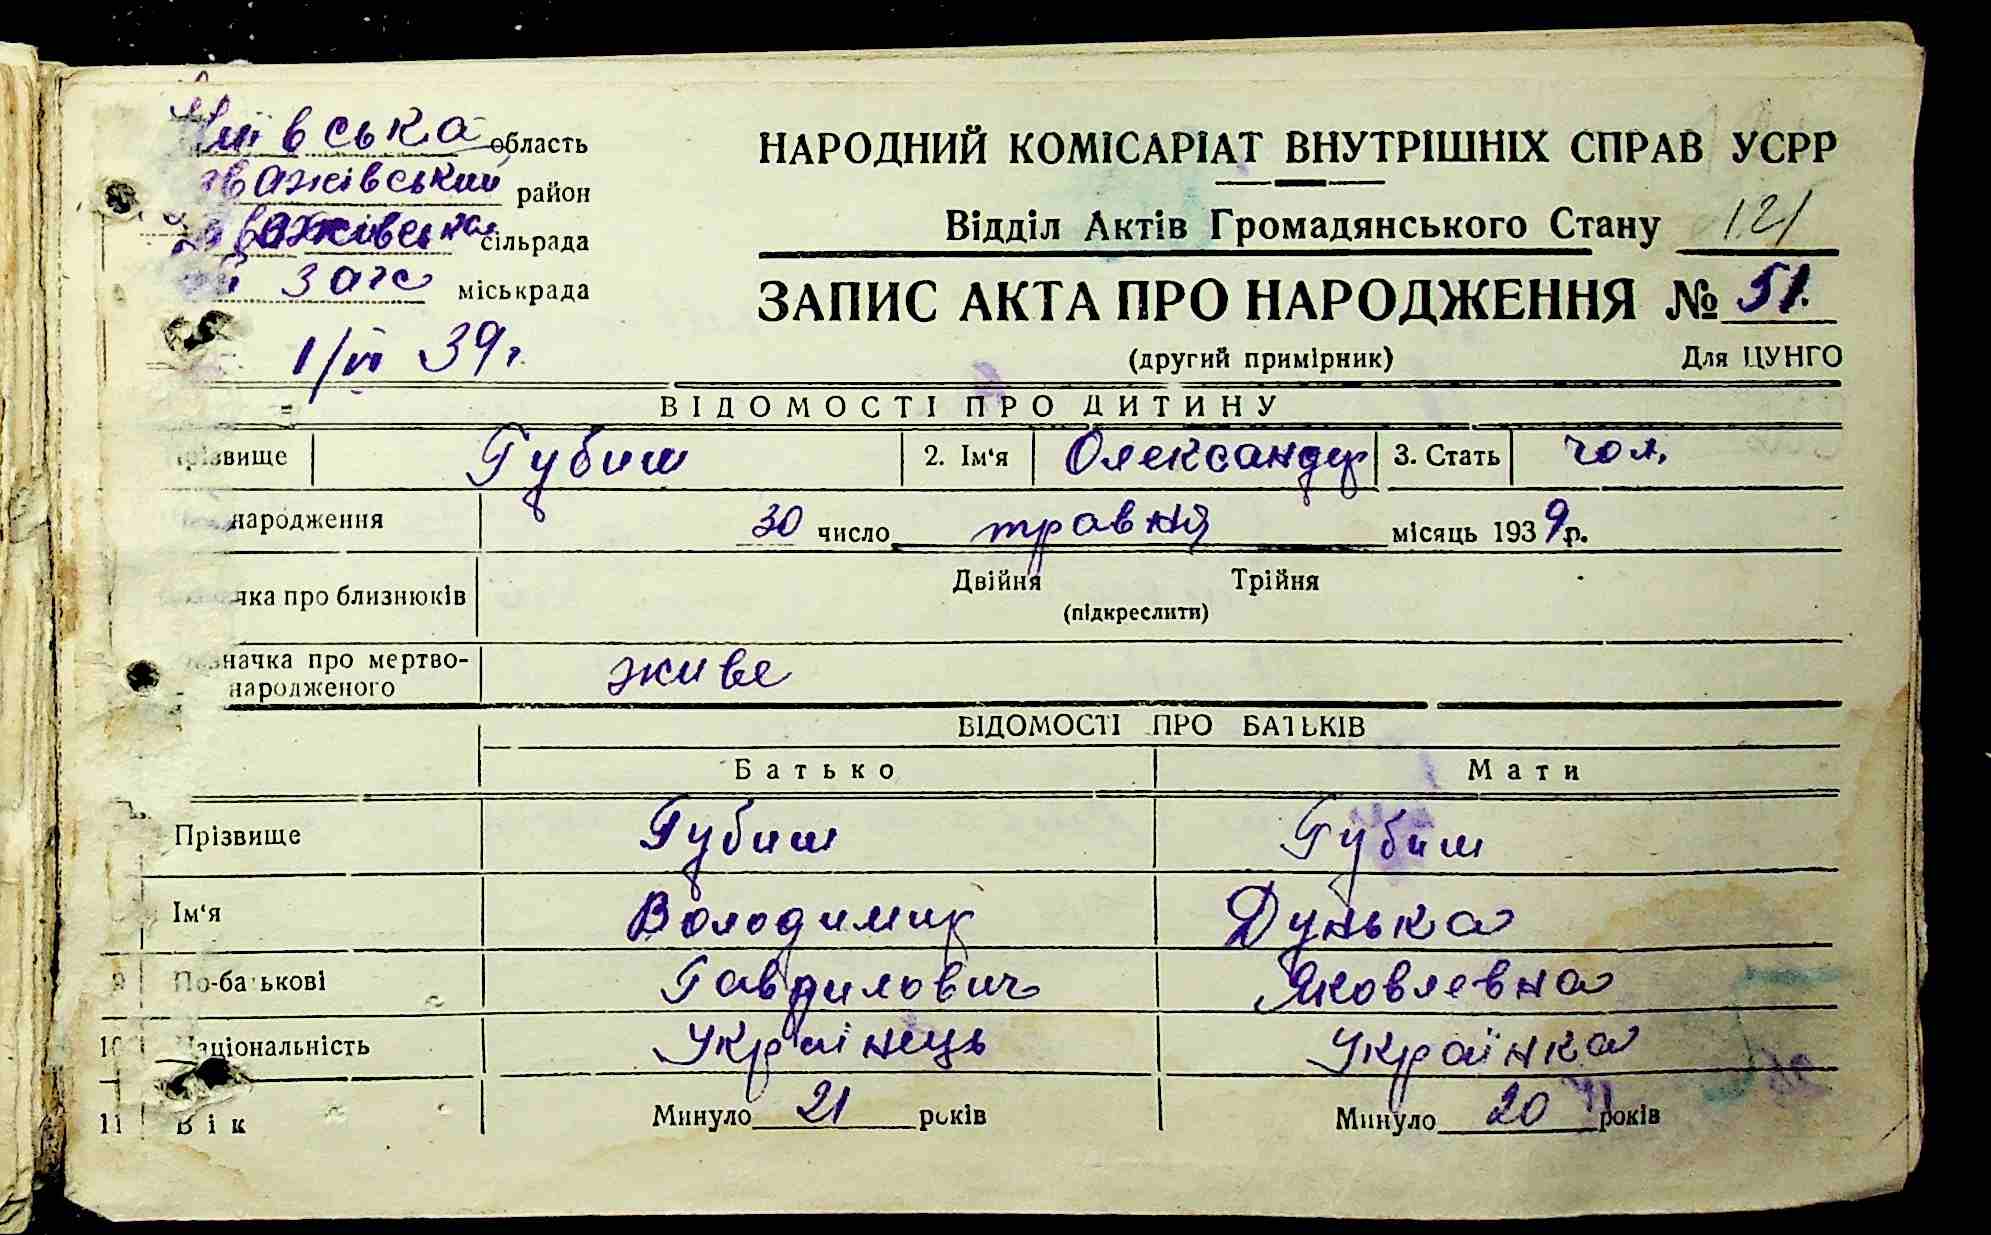 Київська область
район
сільрада
загс міськрада
1/VI 39 г.
НАРОДНИЙ КОМІСАРІАТ ВНУТРІШНІХ СПРАВ УСРР
Відділ Актів Громадянського Стану 121
ЗАПИС АКТА ПРО НАРОДЖЕННЯ № 51.
(другий примірник) Для ЦУНГО
ВІДОМОСТІ ПРО ДИТИНУ
Прізвище Губиш 2. Ім'я Олександр 3. Стать чол.
народження 30 число травня місяць 1939 р.
про близнюків Двійня Трійня
(підкреслити)
значка про мертво-
народженого живе
ВІДОМОСТІ ПРО БАТЬКІВ
Батько Мати
Прізвище Губиш Губиш
Ім'я Володимир Дунька
9 По-батькові Гаврилович Яковлевна
10 Національність Українець Українка
11 Вік Минуло 21 років Минуло 20 років